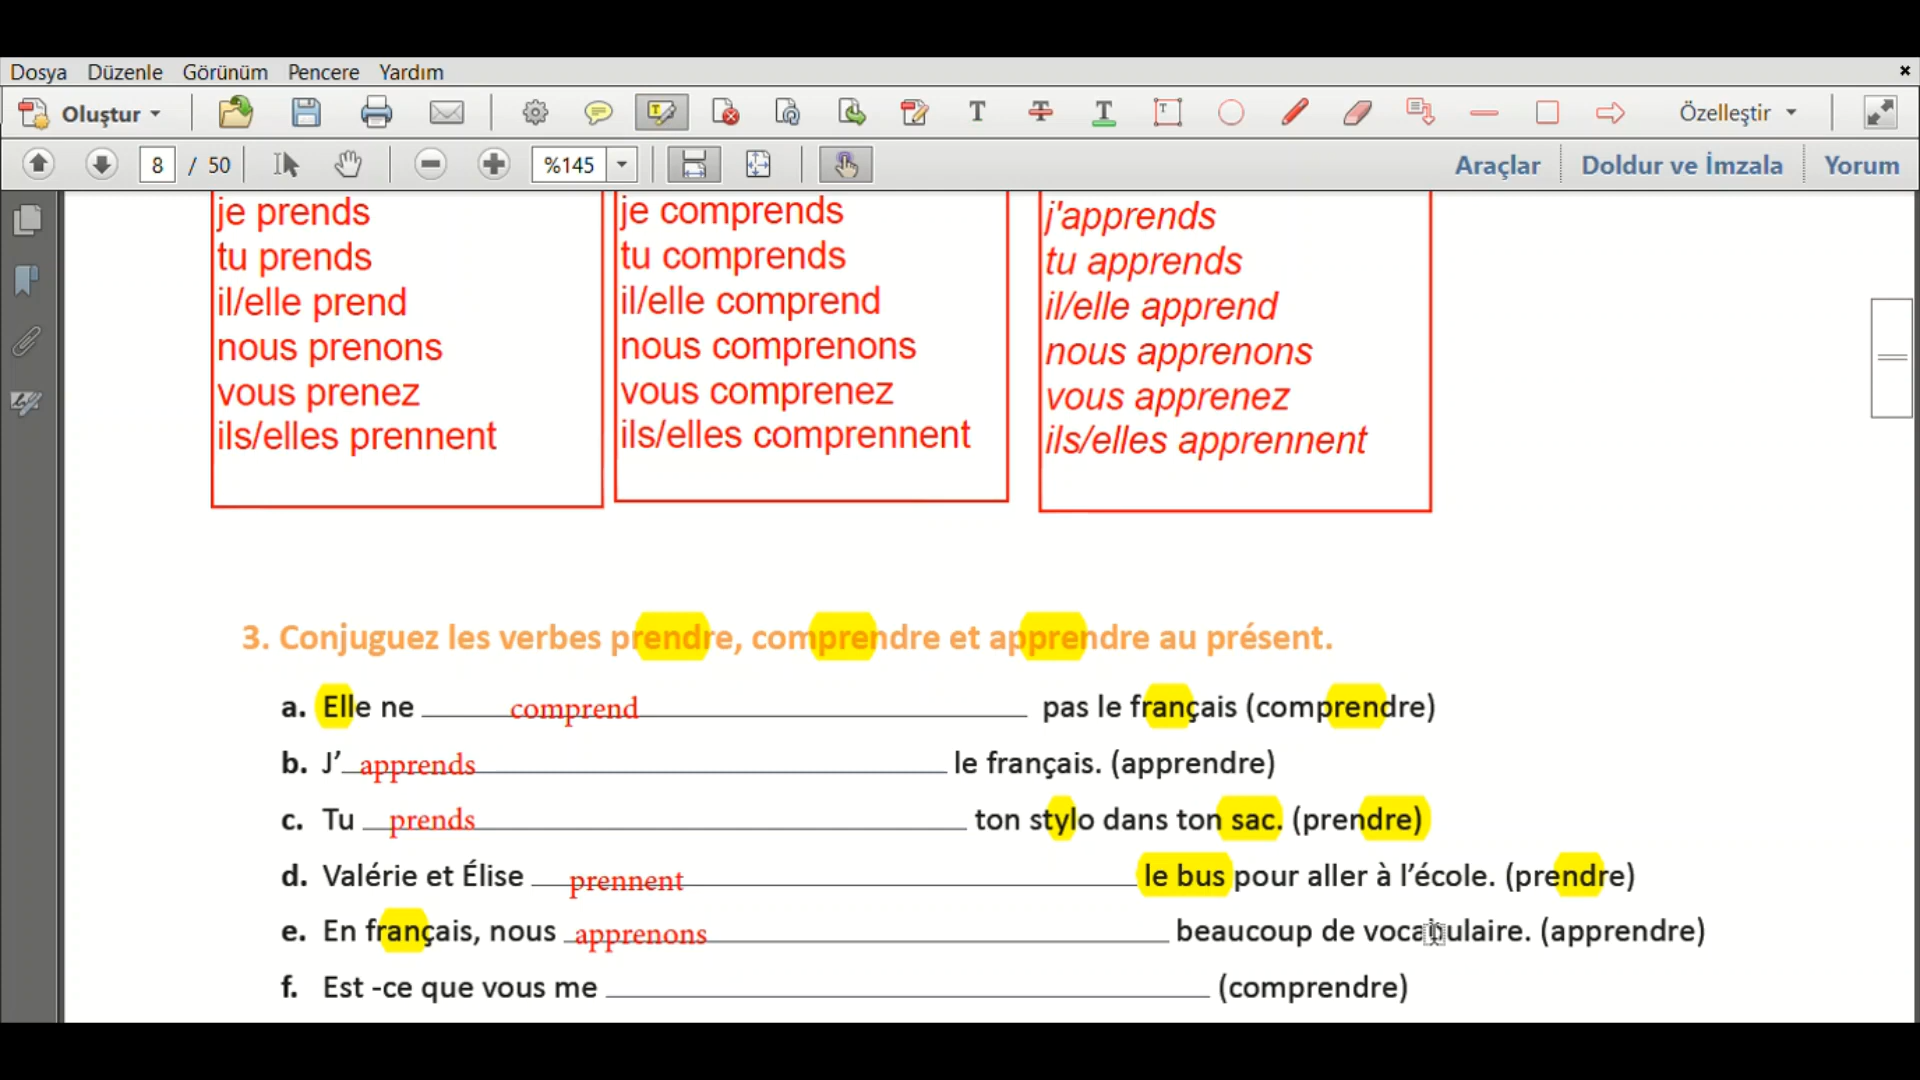 Dosya Düzenle Görünüm Pencere Yardım
Oluştur Özelleştir
8 / 50 %145 Araçlar Doldur ve İmzala Yorum
je prends
tu prends
il/elle prend
nous prenons
vous prenez
ils/elles prennent
je comprends
tu comprends
il/elle comprend
nous comprenons
vous comprenez
ils/elles comprennent
j'apprends
tu apprends
il/elle apprend
nous apprenons
vous apprenez
ils/elles apprennent
3. Conjuguez les verbes prendre, comprendre et apprendre au présent.
a. Elle ne comprend pas le français (comprendre)
b. J’ apprends le français. (apprendre)
c. Tu prends ton stylo dans ton sac. (prendre)
d. Valérie et Élise prennent le bus pour aller à l’école. (prendre)
e. En français, nous apprenons beaucoup de vocabulaire. (apprendre)
f. Est -ce que vous me (comprendre)